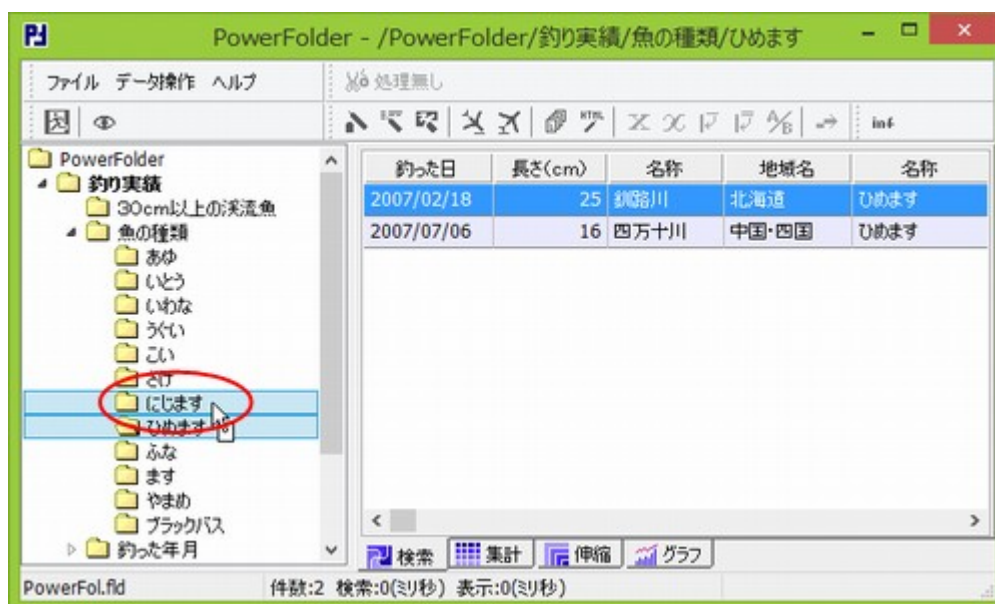 PowerFolder - /PowerFolder/釣り実績/魚の種類/ひめます
ファイル データ操作 ヘルプ
処理無し
HTML
A/B
inf
PowerFolder
釣り実績
30cm以上の渓流魚
魚の種類
あゆ
いとう
いわな
うぐい
こい
さけ
にじます
ひめます
ふな
ます
やまめ
ブラックバス
釣った年月
釣った日 長さ(cm) 名称 地域名 名称
2007/02/18 25 釧路川 北海道 ひめます
2007/07/06 16 四万十川 中国・四国 ひめます
検索 集計 伸縮 グラフ
PowerFol.fld 件数:2 検索:0(ミリ秒) 表示:0(ミリ秒)